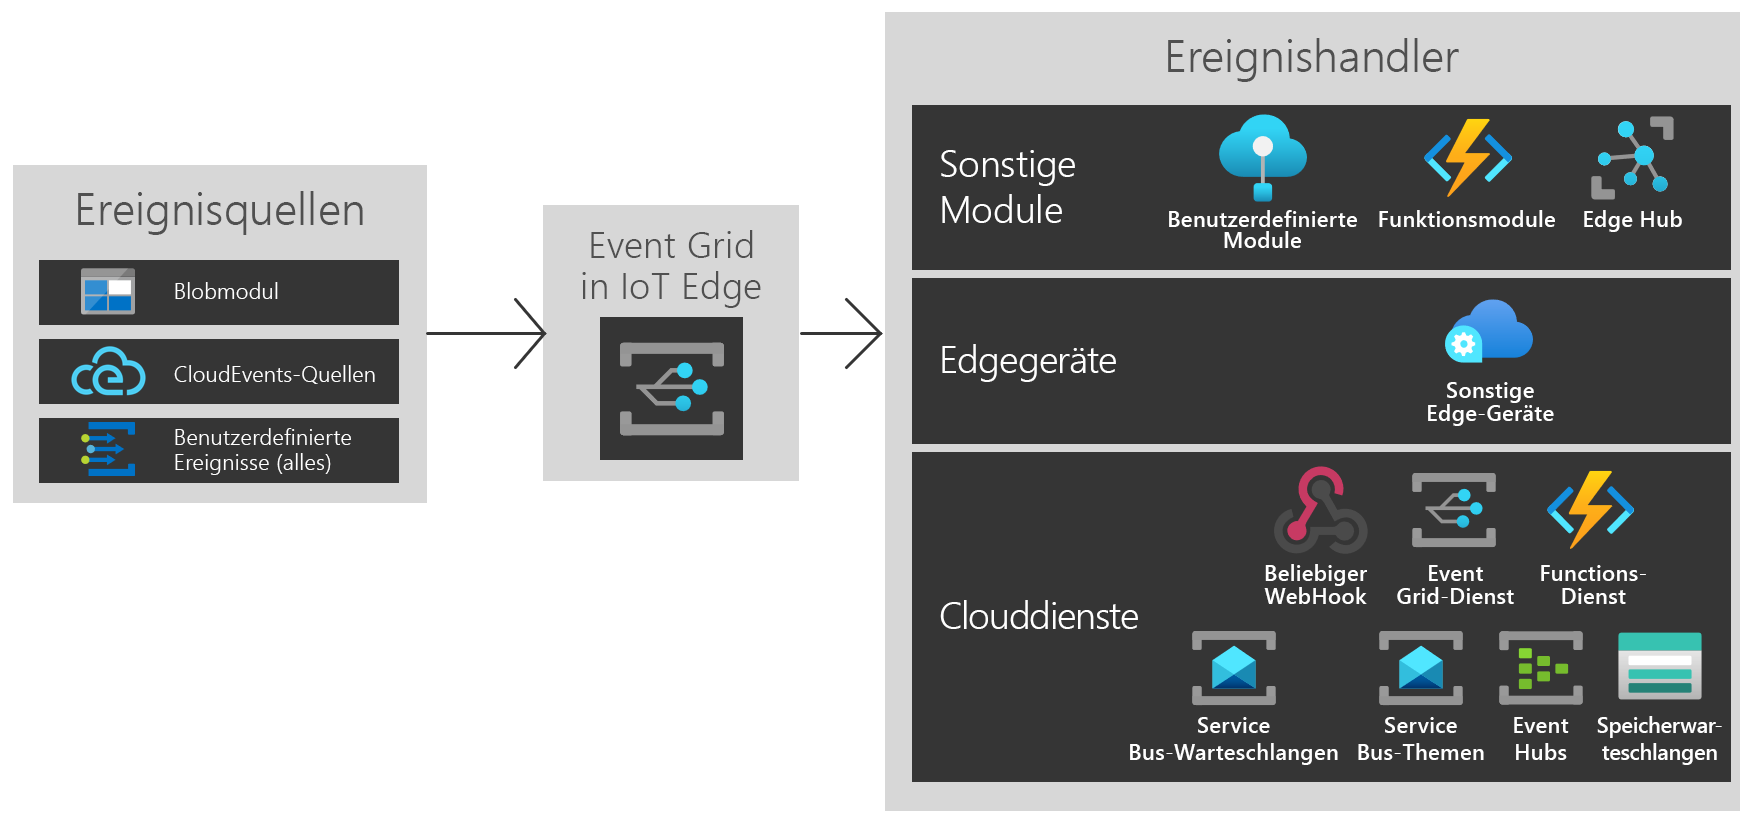 Ereignisquellen
Blobmodul
CloudEvents-Quellen
Benutzerdefinierte
Ereignisse (alles)
Event Grid
in IoT Edge
Ereignishandler
Sonstige
Module
Benutzerdefinierte
Module
Funktionsmodule
Edge Hub
Edgegeräte
Sonstige
Edge-Geräte
Clouddienste
Beliebiger
WebHook
Event
Grid-Dienst
Functions-
Dienst
Service
Bus-Warteschlangen
Service
Bus-Themen
Event
Hubs
Speicherwar-
teschlangen